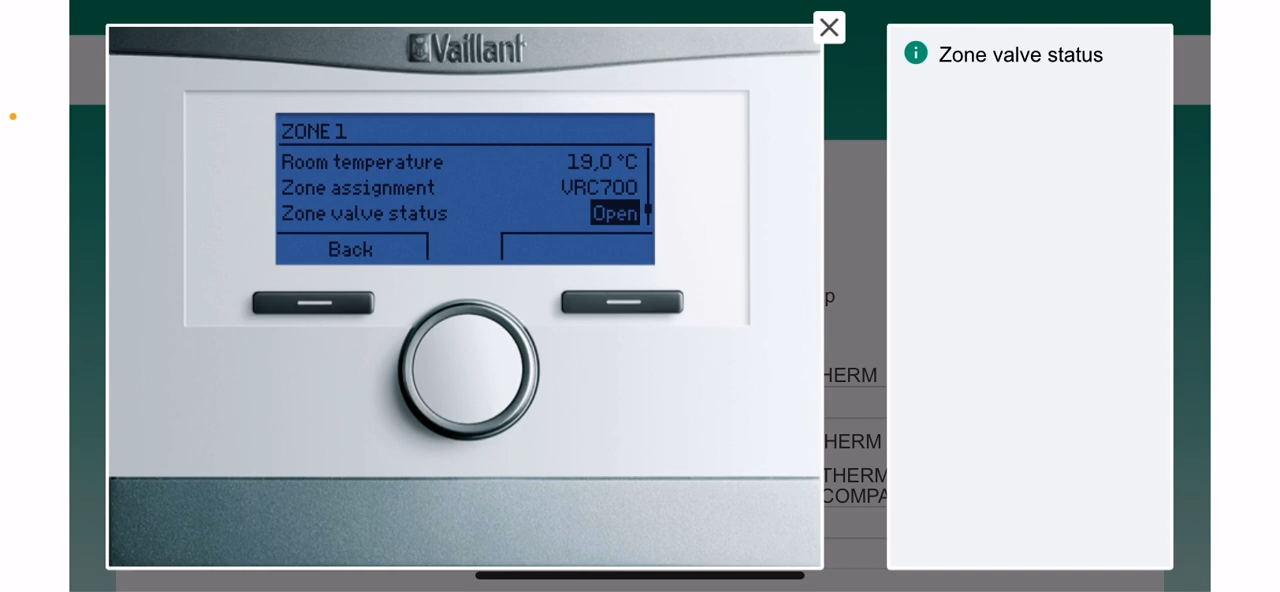 Vaillant
ZONE 1
Room temperature 19,0 °C
Zone assignment VRC700
Zone valve status Open
Back
Zone valve status
p
HERM
HERM
THERM
COMPA